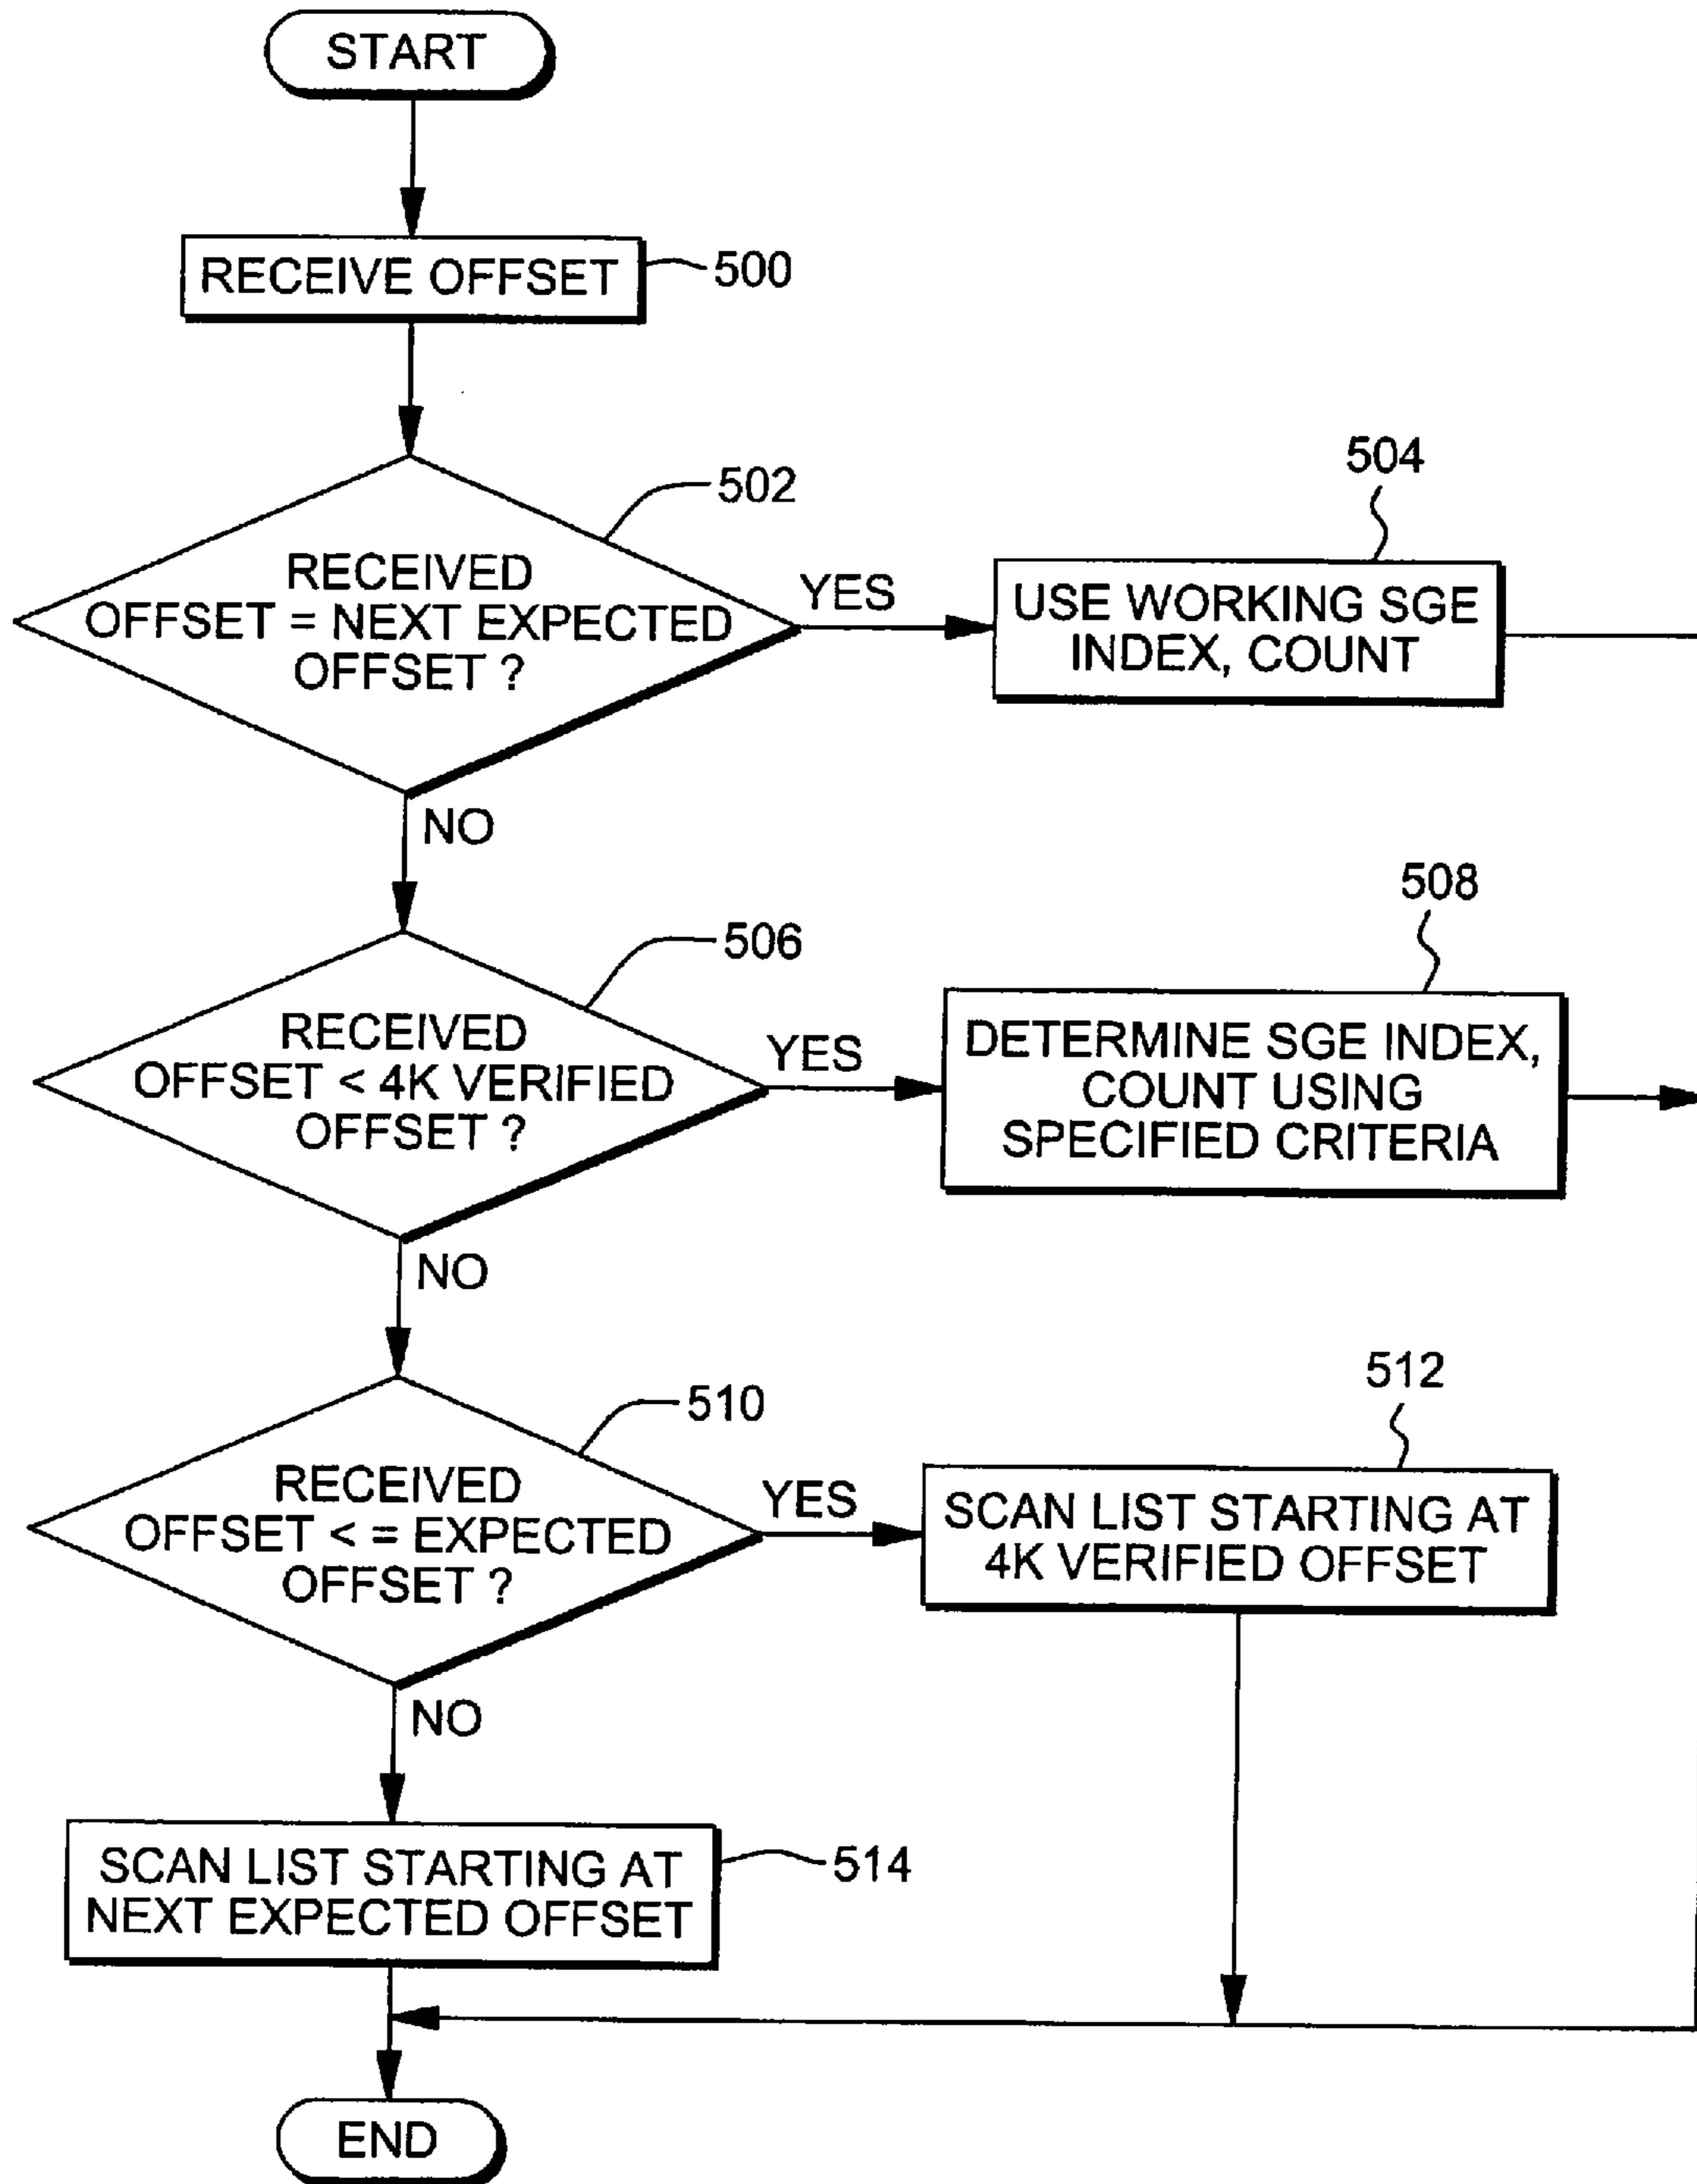 START
RECEIVE OFFSET
500
502
RECEIVED
OFFSET = NEXT EXPECTED
OFFSET ?
YES
504
USE WORKING SGE
INDEX, COUNT
NO
506
RECEIVED
OFFSET < 4K VERIFIED
OFFSET ?
YES
508
DETERMINE SGE INDEX,
COUNT USING
SPECIFIED CRITERIA
NO
510
RECEIVED
OFFSET < = EXPECTED
OFFSET ?
YES
512
SCAN LIST STARTING AT
4K VERIFIED OFFSET
NO
SCAN LIST STARTING AT
NEXT EXPECTED OFFSET
514
END